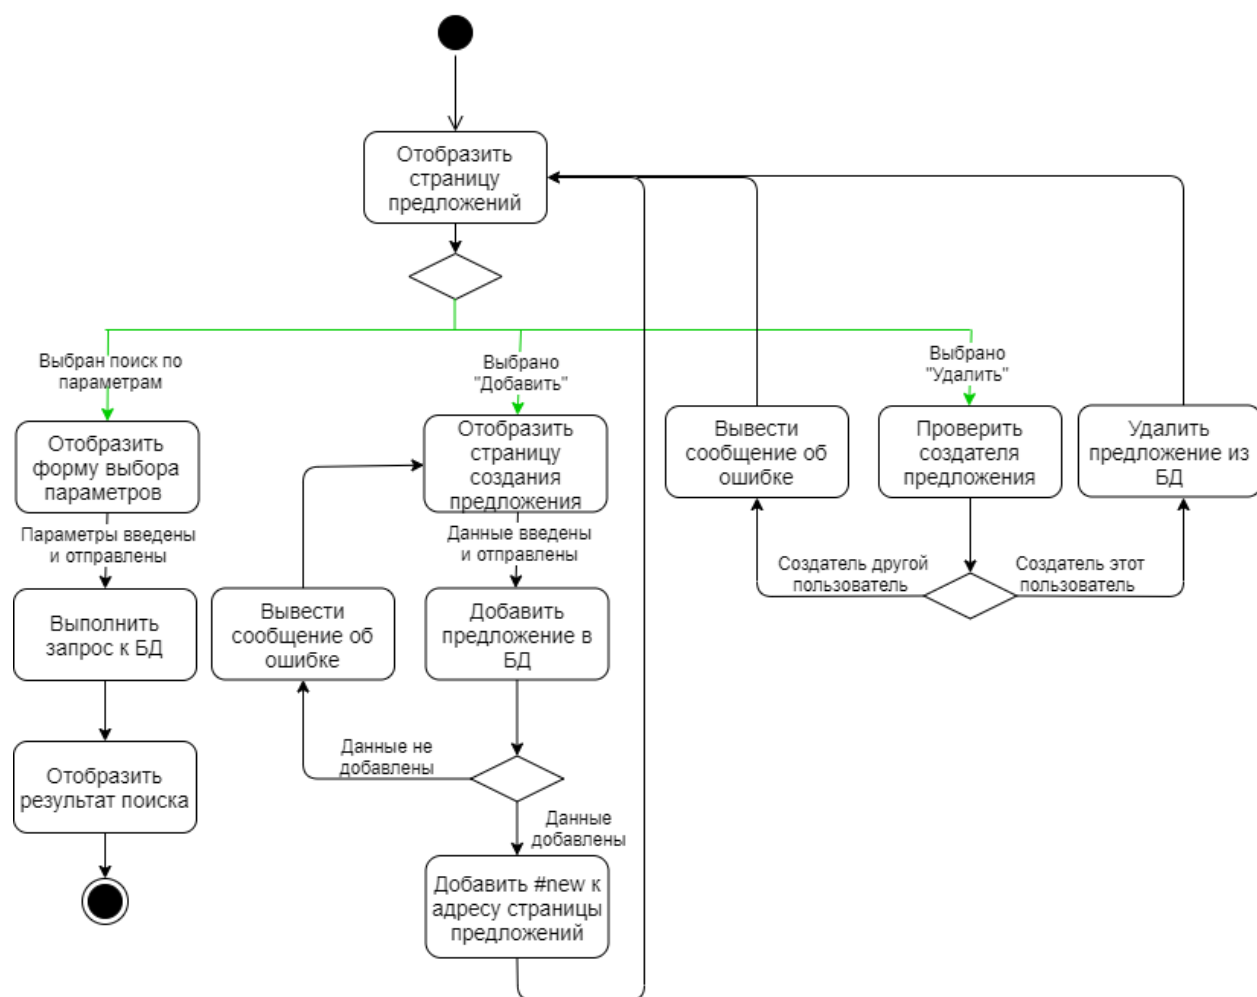 Отобразить
страницу
предложений
Выбран поиск по
параметрам
Выбрано
"Добавить"
Выбрано
"Удалить"
Отобразить
форму выбора
параметров
Отобразить
страницу
создания
предложения
Вывести
сообщение об
ошибке
Проверить
создателя
предложения
Удалить
предложение из
БД
Параметры введены
и отправлены
Данные введены
и отправлены
Создатель другой
пользователь
Создатель этот
пользователь
Выполнить
запрос к БД
Вывести
сообщение об
ошибке
Добавить
предложение в
БД
Данные не
добавлены
Отобразить
результат поиска
Данные
добавлены
Добавить #new к
адресу страницы
предложений